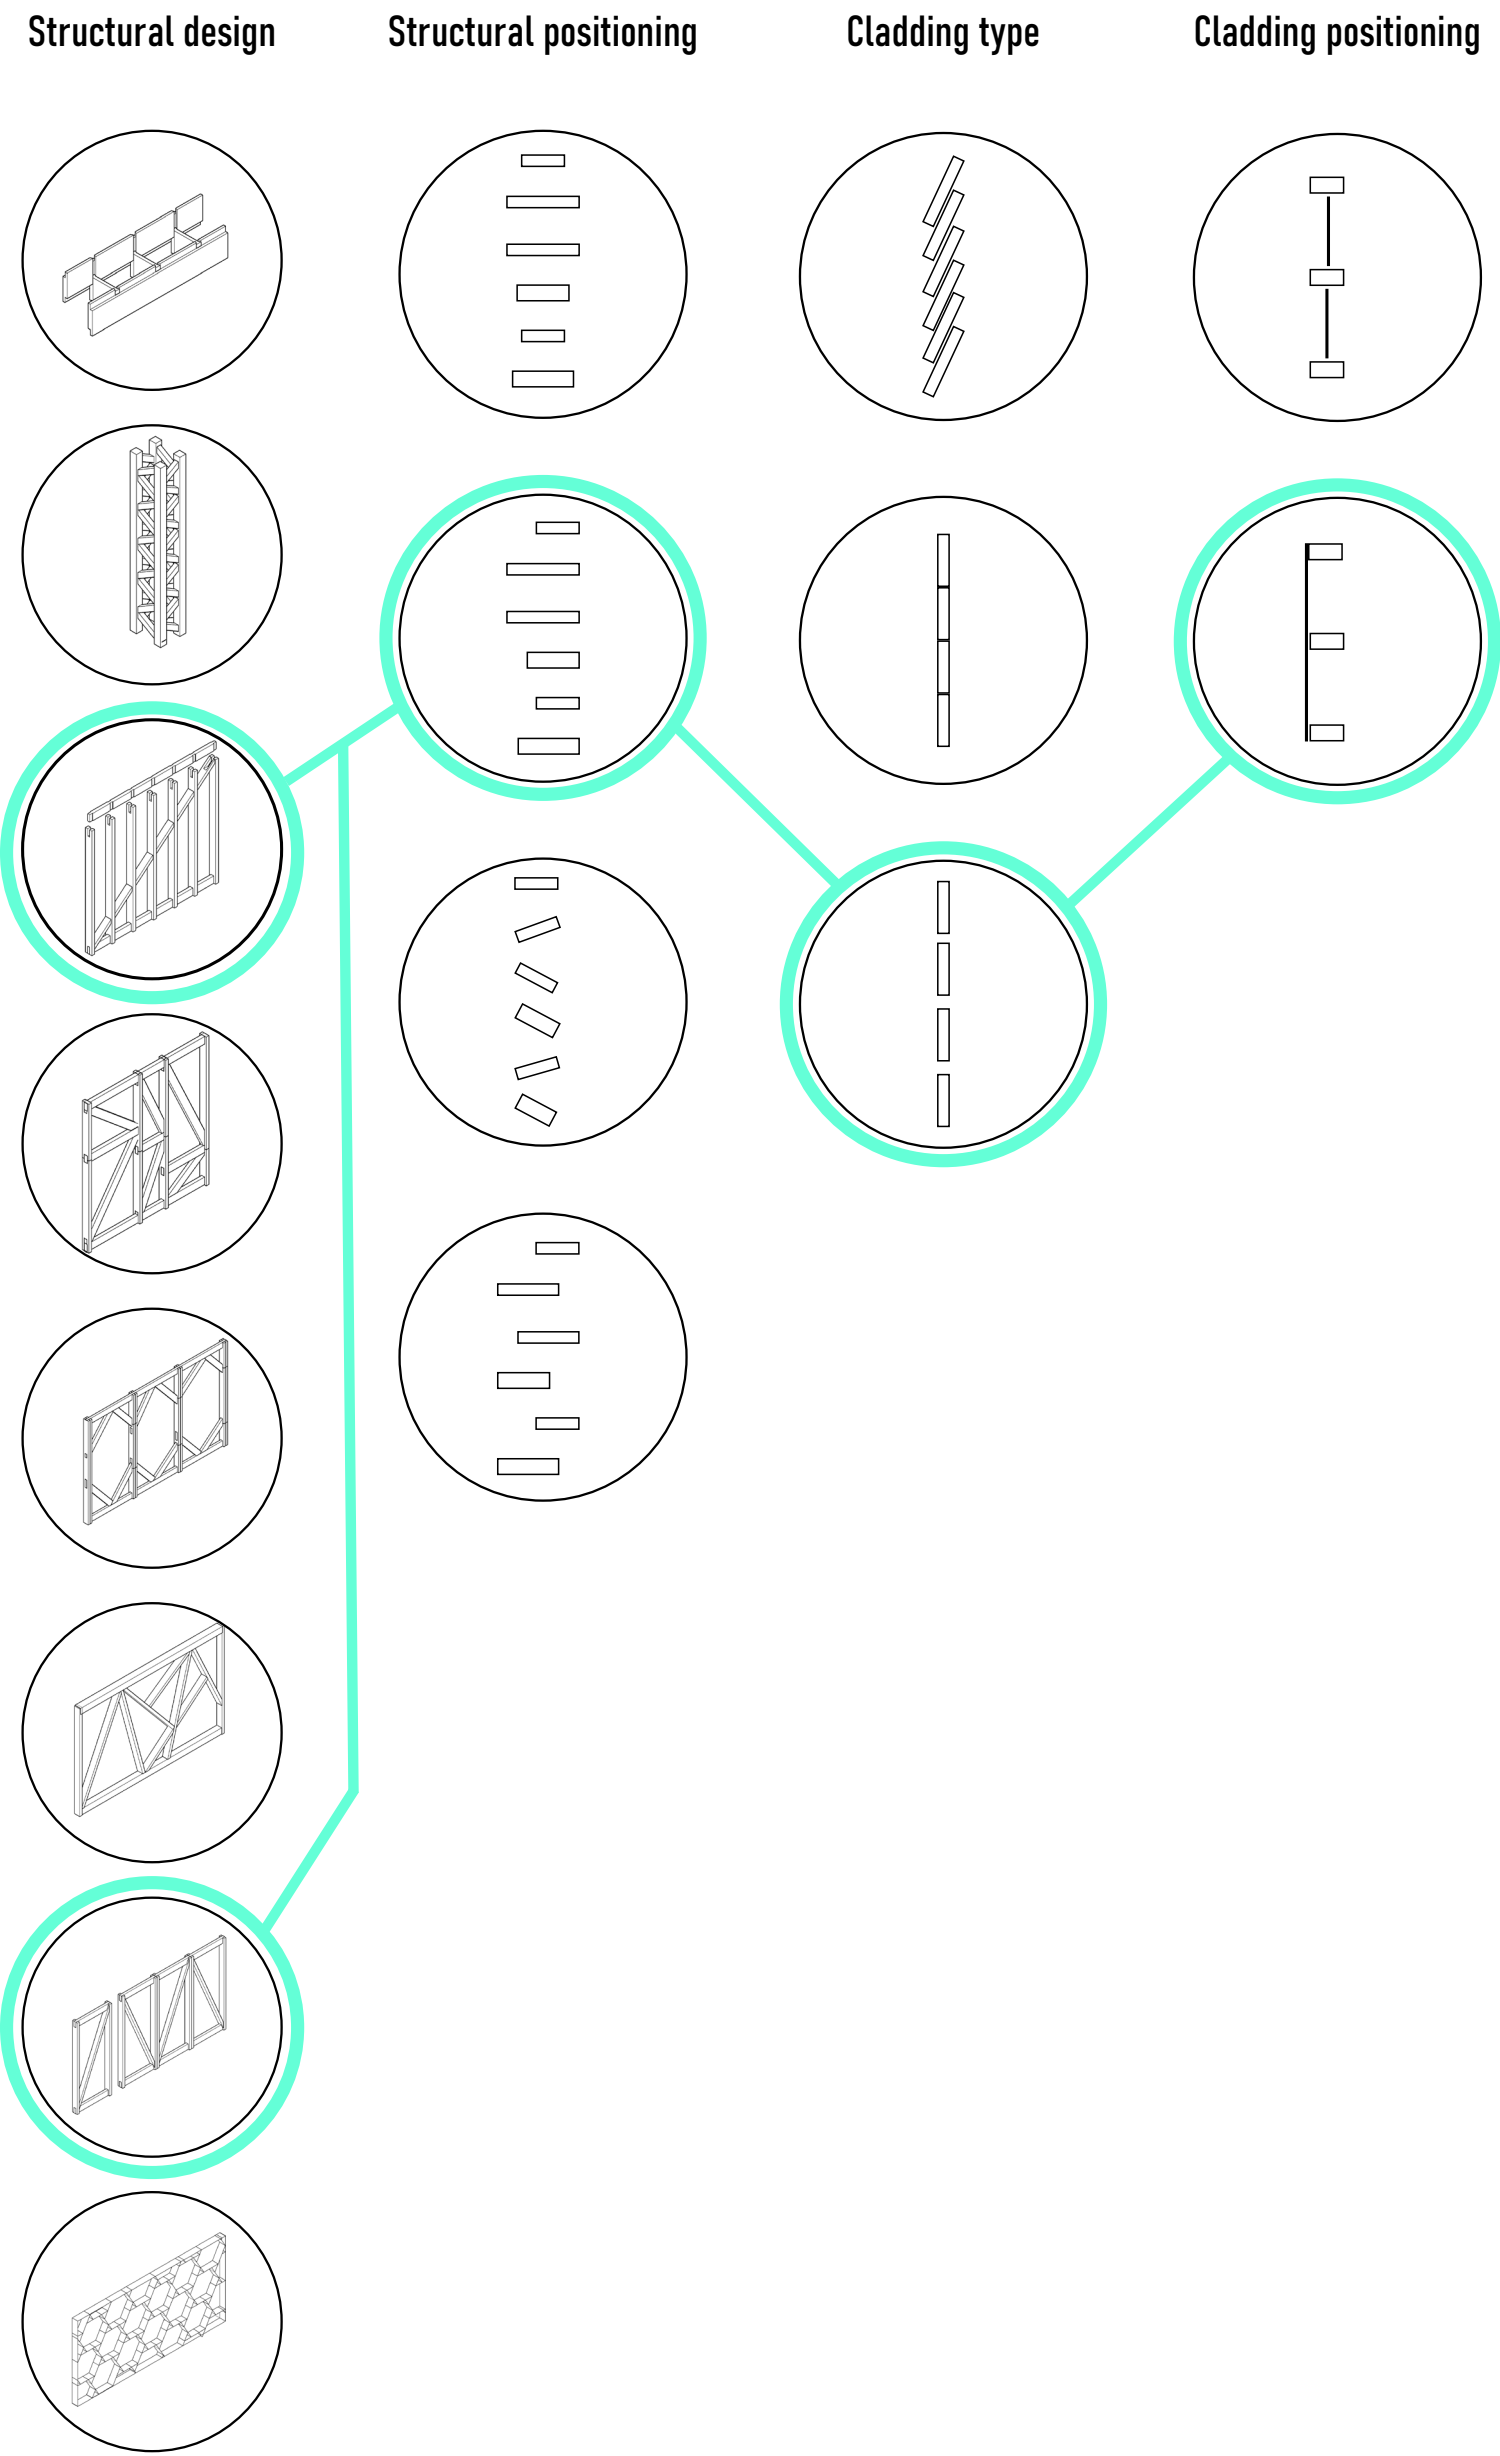 Structural design
Structural positioning
Cladding type
Cladding positioning